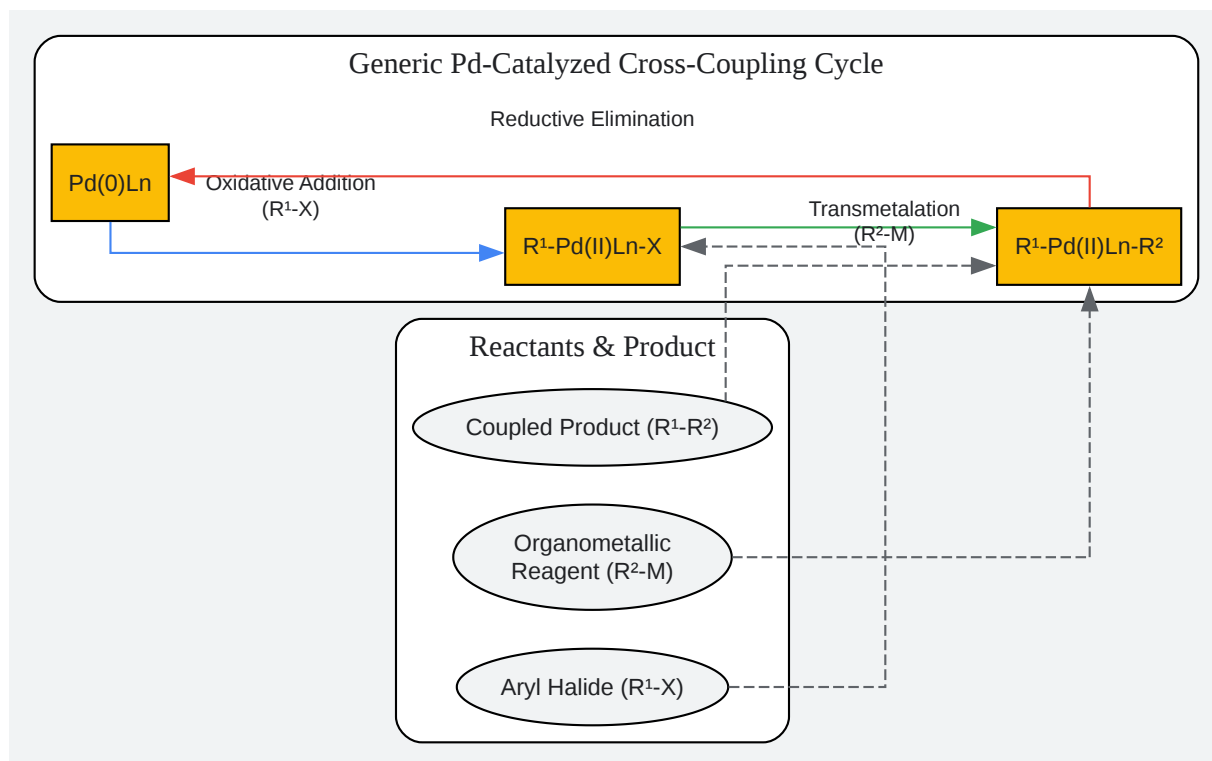 Generic Pd-Catalyzed Cross-Coupling Cycle
Reductive Elimination
Pd(0)Ln
Oxidative Addition
(R¹-X)
Transmetalation
(R²-M)
R¹-Pd(II)Ln-X
R¹-Pd(II)Ln-R²
Reactants & Product
Coupled Product (R¹-R²)
Organometallic
Reagent (R²-M)
Aryl Halide (R¹-X)